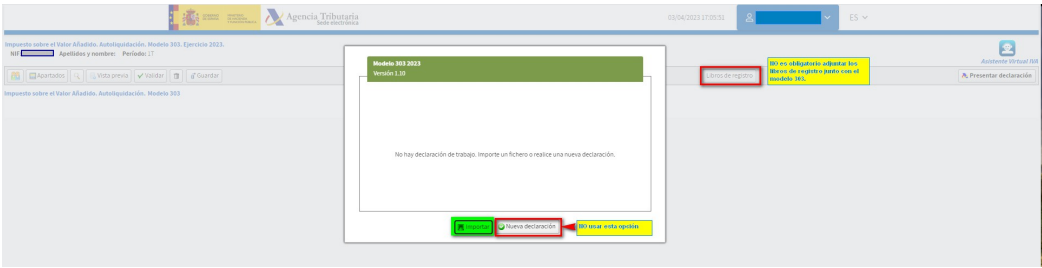 Agencia Tributaria
Sede electrónica
03/04/2023 17:05:53
ES
Impuesto sobre el Valor Añadido. Autoliquidación. Modelo 303. Ejercicio 2023.
NIF Apellidos y nombre: Período: 1T
Asistente Virtual IVA
Apartados Vista previa Validar Guardar
Libros de registro
NO es obligatorio adjuntar los
libros de registro junto con el
modelo 303.
Presentar declaración
Impuesto sobre el Valor Añadido. Autoliquidación. Modelo 303
Modelo 303 2023
Versión 1.10
No hay declaración de trabajo. Importe un fichero o realice una nueva declaración.
Importar Nueva declaración NO usar esta opción